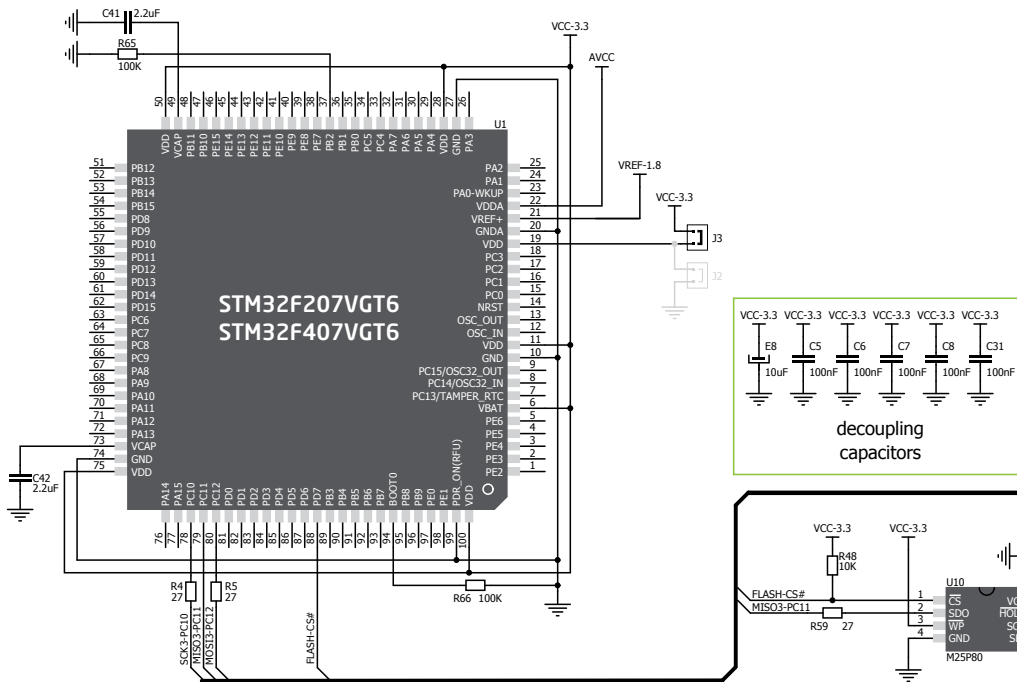 C41
2.2uF
R65
100K
VCC-3.3
AVCC
50 49 48 47 46 45 44 43 42 41 40 39 38 37 36 35 34 33 32 31 30 29 28 27 26
VDD VCAP PB11 PB10 PE15 PE14 PE13 PE12 PE11 PE10 PE9 PE8 PE7 PB2 PB1 PB0 PC5 PC4 PA7 PA6 PA5 PA4 VDD GND PA3
U1
51 PB12 PA2 25
52 PB13 PA1 24
53 PB14 PA0-WKUP 23
54 PB15 VDDA 22
55 PD8 VREF+ 21
56 PD9 GNDA 20
57 PD10 VDD 19
58 PD11 PC3 18
59 PD12 PC2 17
60 PD13 PC1 16
61 PD14 PC0 15
62 PD15 NRST 14
63 PC6 OSC_OUT 13
64 PC7 OSC_IN 12
65 PC8 VDD 11
66 PC9 GND 10
67 PA8 PC15/OSC32_OUT 9
68 PA9 PC14/OSC32_IN 8
69 PA10 PC13/TAMPER_RTC 7
70 PA11 VBAT 6
71 PA12 PE6 5
72 PA13 PE5 4
73 VCAP PE4 3
74 GND PE3 2
75 VDD PE2 1
STM32F207VGT6
STM32F407VGT6
VREF-1.8
VCC-3.3
J3
J2
VCC-3.3 VCC-3.3 VCC-3.3 VCC-3.3 VCC-3.3 VCC-3.3
E8 C5 C6 C7 C8 C31
10uF 100nF 100nF 100nF 100nF 100nF
decoupling
capacitors
C42
2.2uF
PA14 PA15 PC10 PC11 PC12 PD0 PD1 PD2 PD3 PD4 PD5 PD6 PD7 PB3 PB4 PB5 PB6 PB7 BOOT0 PB8 PB9 PE0 PE1 PDR_ON(RFU) VDD
76 77 78 79 80 81 82 83 84 85 86 87 88 89 90 91 92 93 94 95 96 97 98 99 100
R4
27
R5
27
R66 100K
SCK3-PC10
MISO3-PC11
MOSI3-PC12
FLASH-CS#
VCC-3.3
VCC-3.3
R48
10K
FLASH-CS#
MISO3-PC11
R59 27
U10
1 CS
2 SDO
3 WP
4 GND
M25P80